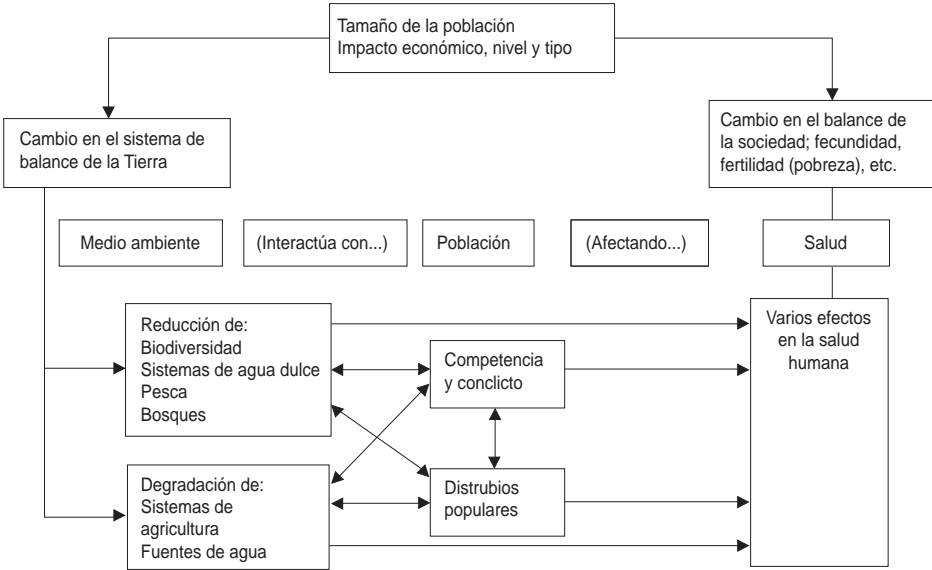 Tamaño de la población
Impacto económico, nivel y tipo
Cambio en el sistema de
balance de la Tierra
Cambio en el balance de
la sociedad; fecundidad,
fertilidad (pobreza), etc.
Medio ambiente
(Interactúa con...)
Población
(Afectando...)
Salud
Reducción de:
Biodiversidad
Sistemas de agua dulce
Pesca
Bosques
Competencia
y conclicto
Varios efectos
en la salud
humana
Degradación de:
Sistemas de
agricultura
Fuentes de agua
Distrubios
populares